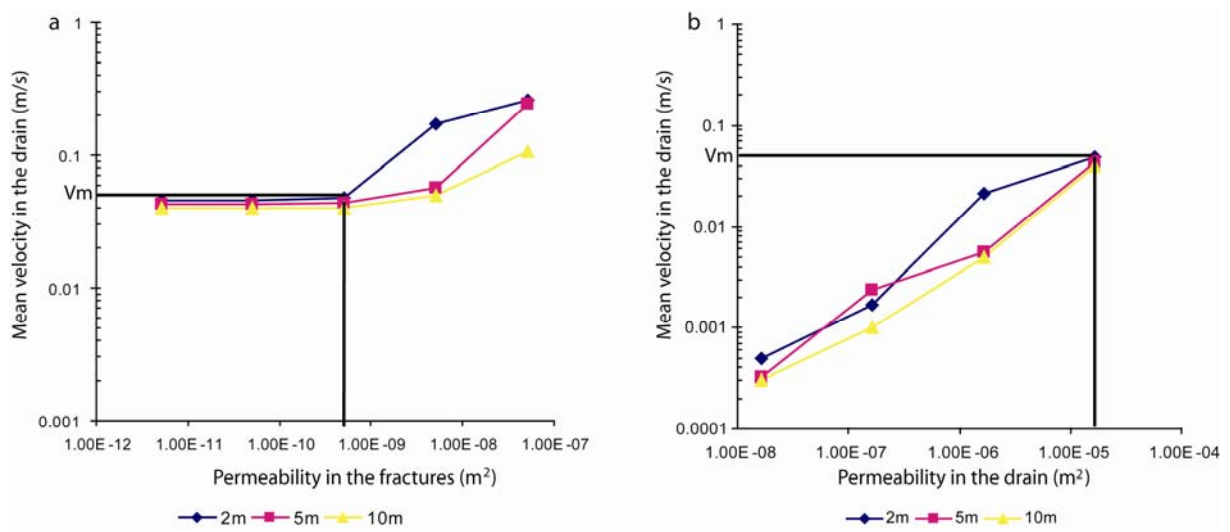 a
Mean velocity in the drain (m/s)
1
0.1
Vm
0.01
0.001
1.00E-12 1.00E-11 1.00E-10 1.00E-09 1.00E-08 1.00E-07
Permeability in the fractures (m²)
2m 5m 10m
b
Mean velocity in the drain (m/s)
1
0.1
Vm
0.01
0.001
0.0001
1.00E-08 1.00E-07 1.00E-06 1.00E-05 1.00E-04
Permeability in the drain (m²)
2m 5m 10m